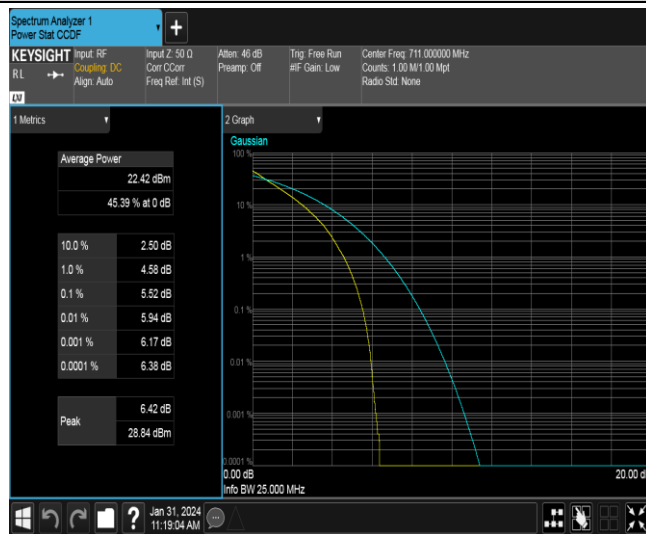 Spectrum Analyzer 1
Power Stat CCDF
+
KEYSIGHT Input: RF Input Z: 50 Ω Atten: 46 dB Trig: Free Run Center Freq: 711.000000 MHz
RL Coupling: DC Corr CCorr Preamp: Off #IF Gain: Low Counts: 1.00 M/1.00 Mpt
Align: Auto Freq Ref: Int (S) Radio Std: None
LXI
1 Metrics
Average Power
22.42 dBm
45.39 % at 0 dB
10.0 % 2.50 dB
1.0 % 4.58 dB
0.1 % 5.52 dB
0.01 % 5.94 dB
0.001 % 6.17 dB
0.0001 % 6.38 dB
Peak 6.42 dB
28.84 dBm
2 Graph
Gaussian
100 %
10 %
1 %
0.1 %
0.01 %
0.001 %
0.0001 %
0.00 dB 20.00 d
Info BW 25.000 MHz
? Jan 31, 2024
11:19:04 AM